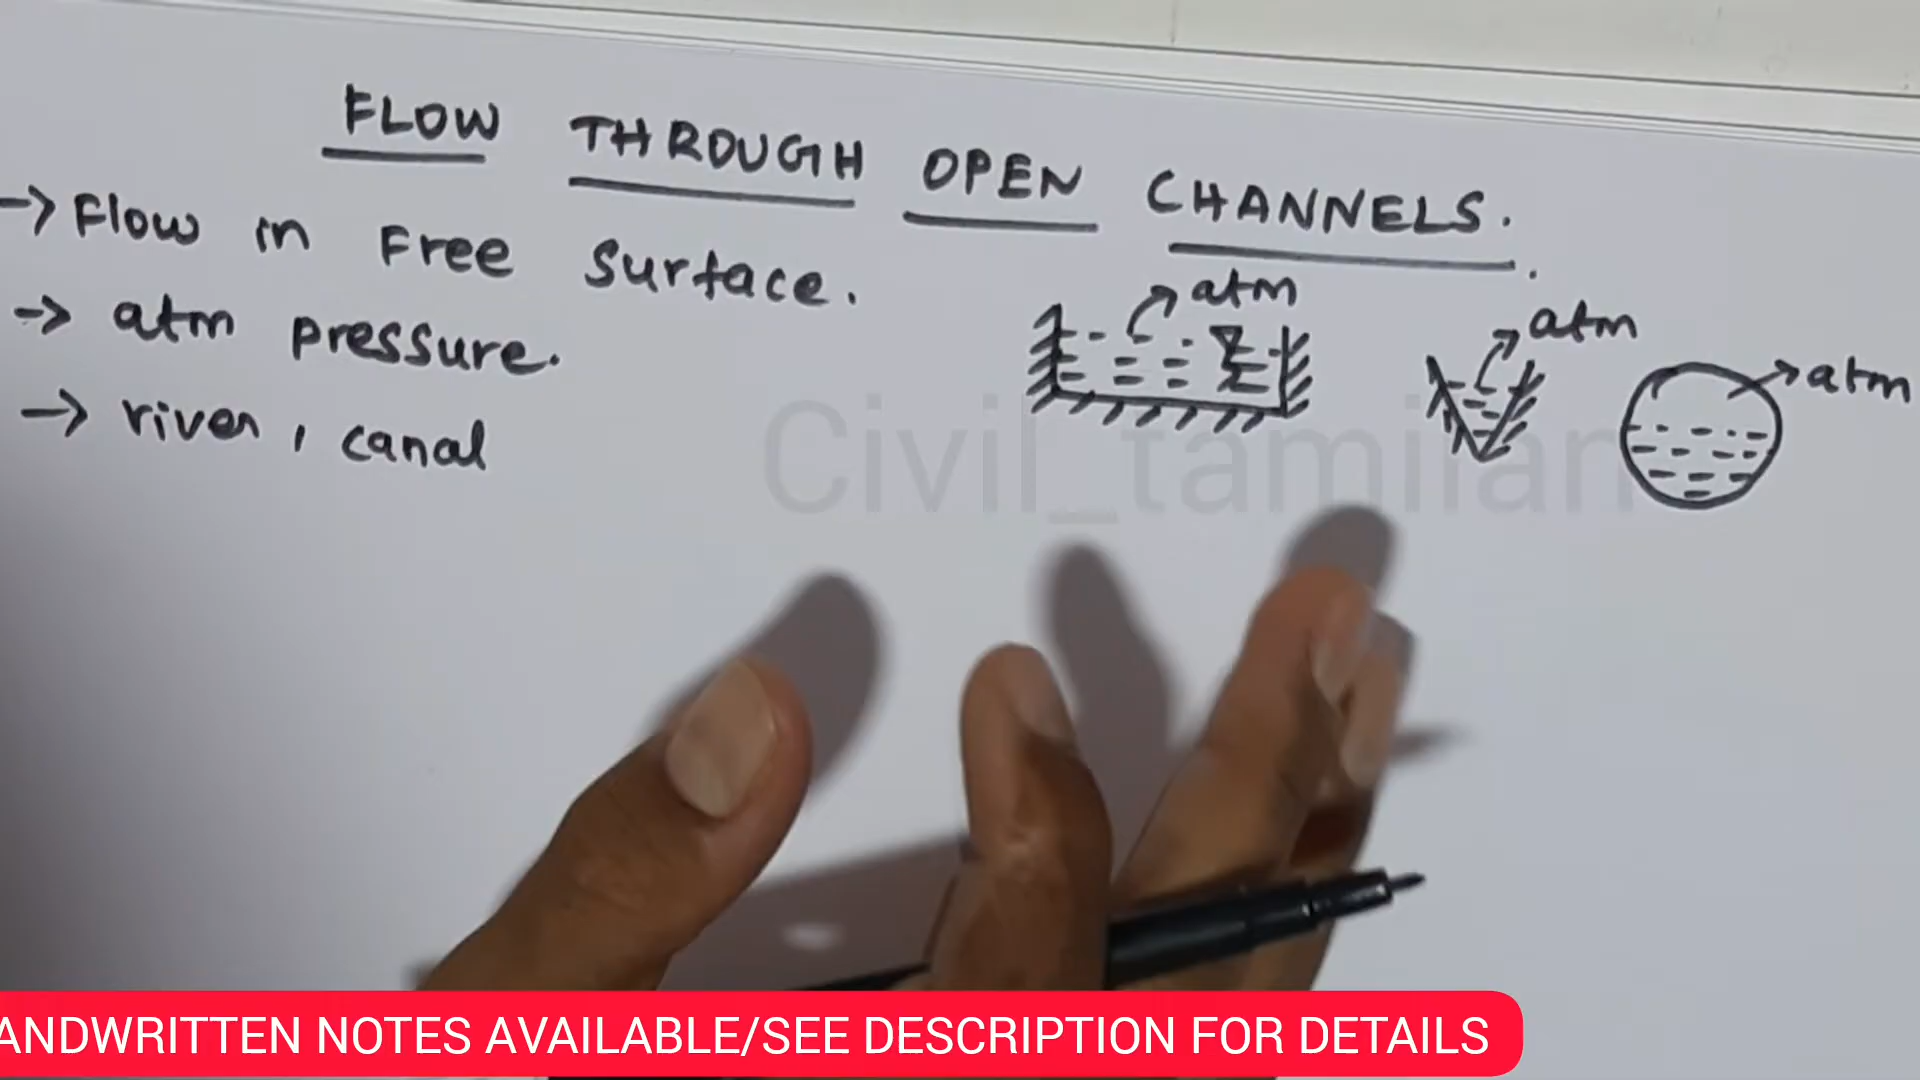 FLOW THROUGH OPEN CHANNELS.
→ Flow in Free Surface.
→ atm pressure.
→ river, canal
atm
atm
atm
Civil_tamilan
ANDWRITTEN NOTES AVAILABLE/SEE DESCRIPTION FOR DETAILS